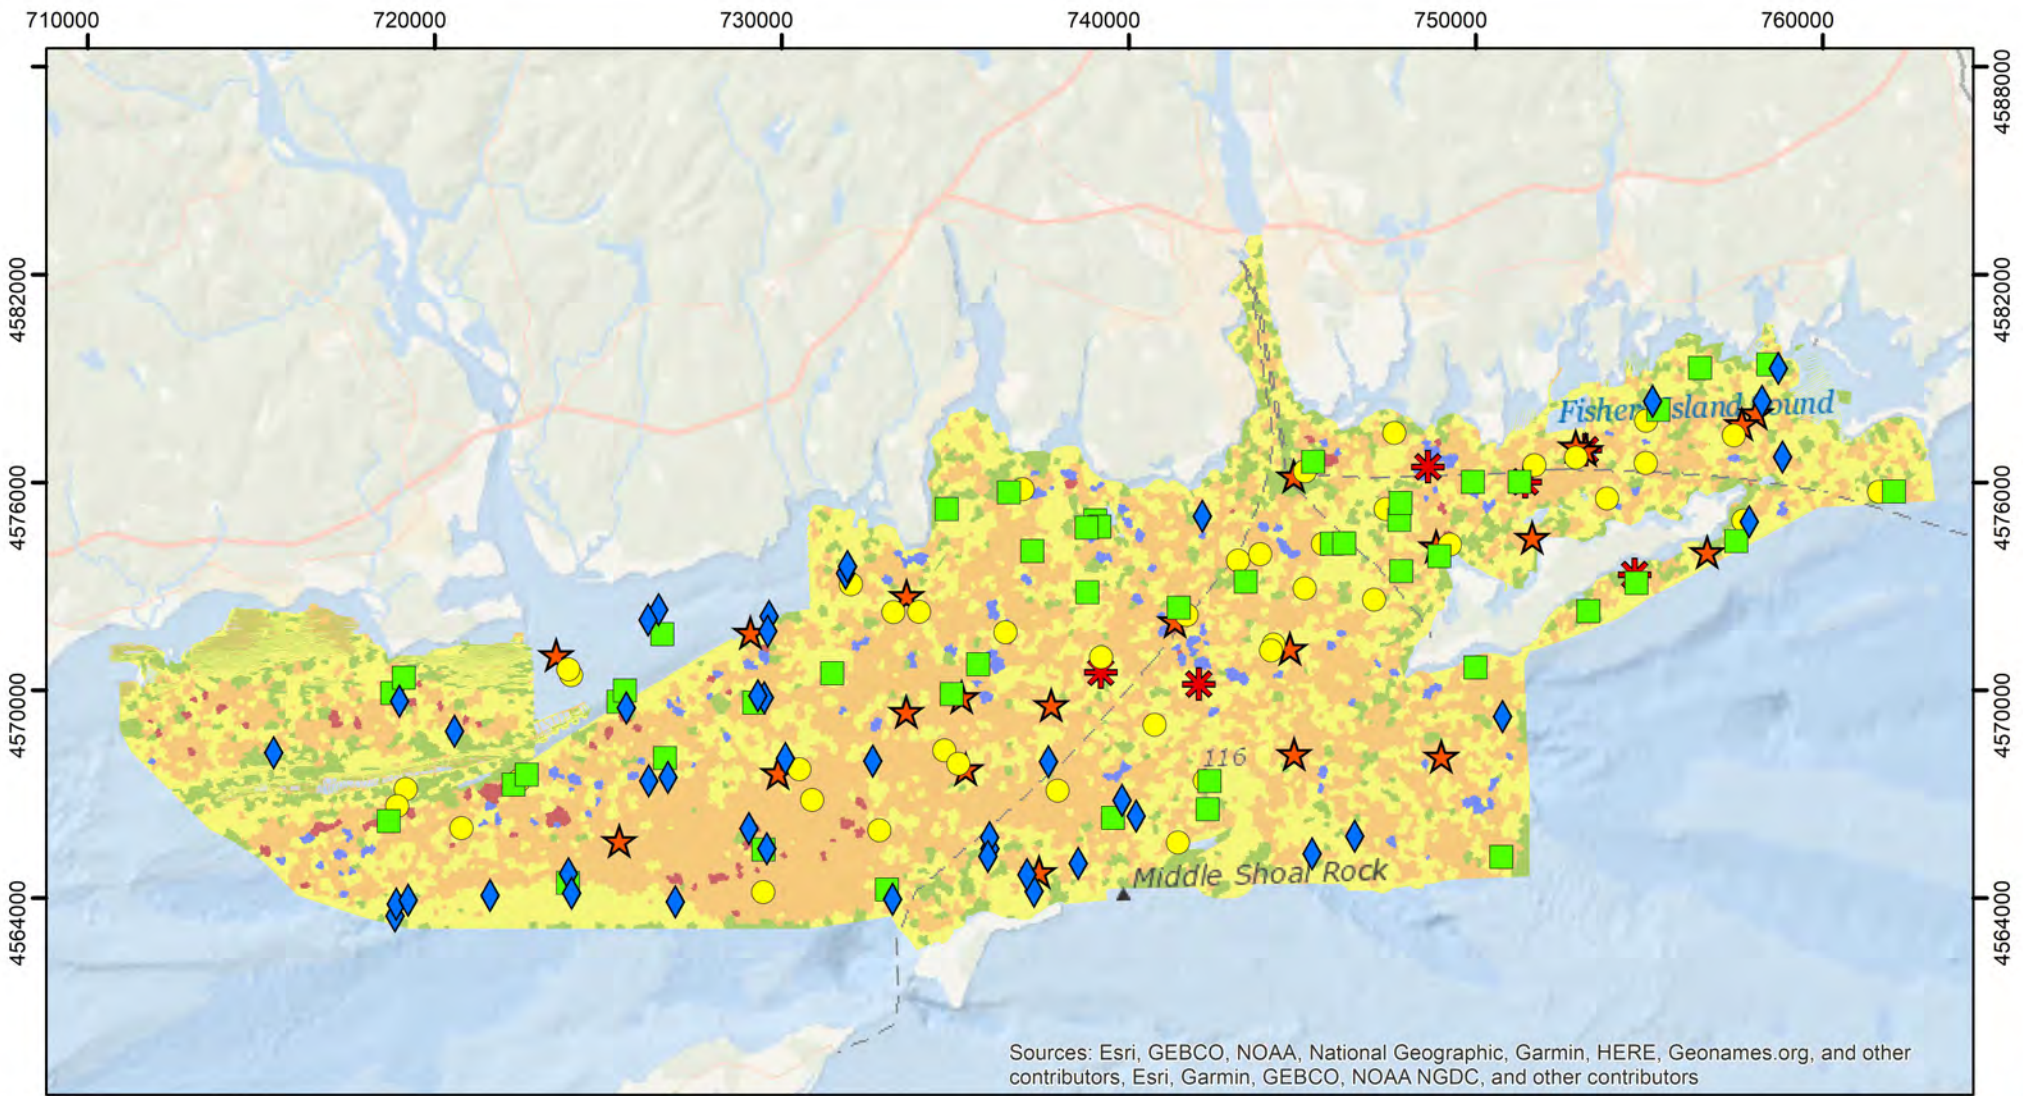 710000 720000 730000 740000 750000 760000
4588000
4582000 4582000
Fisher Island Sound
4576000 4576000
4570000 4570000
116
Middle Shoal Rock
4564000 4564000
Sources: Esri, GEBCO, NOAA, National Geographic, Garmin, HERE, Geonames.org, and other
contributors, Esri, Garmin, GEBCO, NOAA NGDC, and other contributors